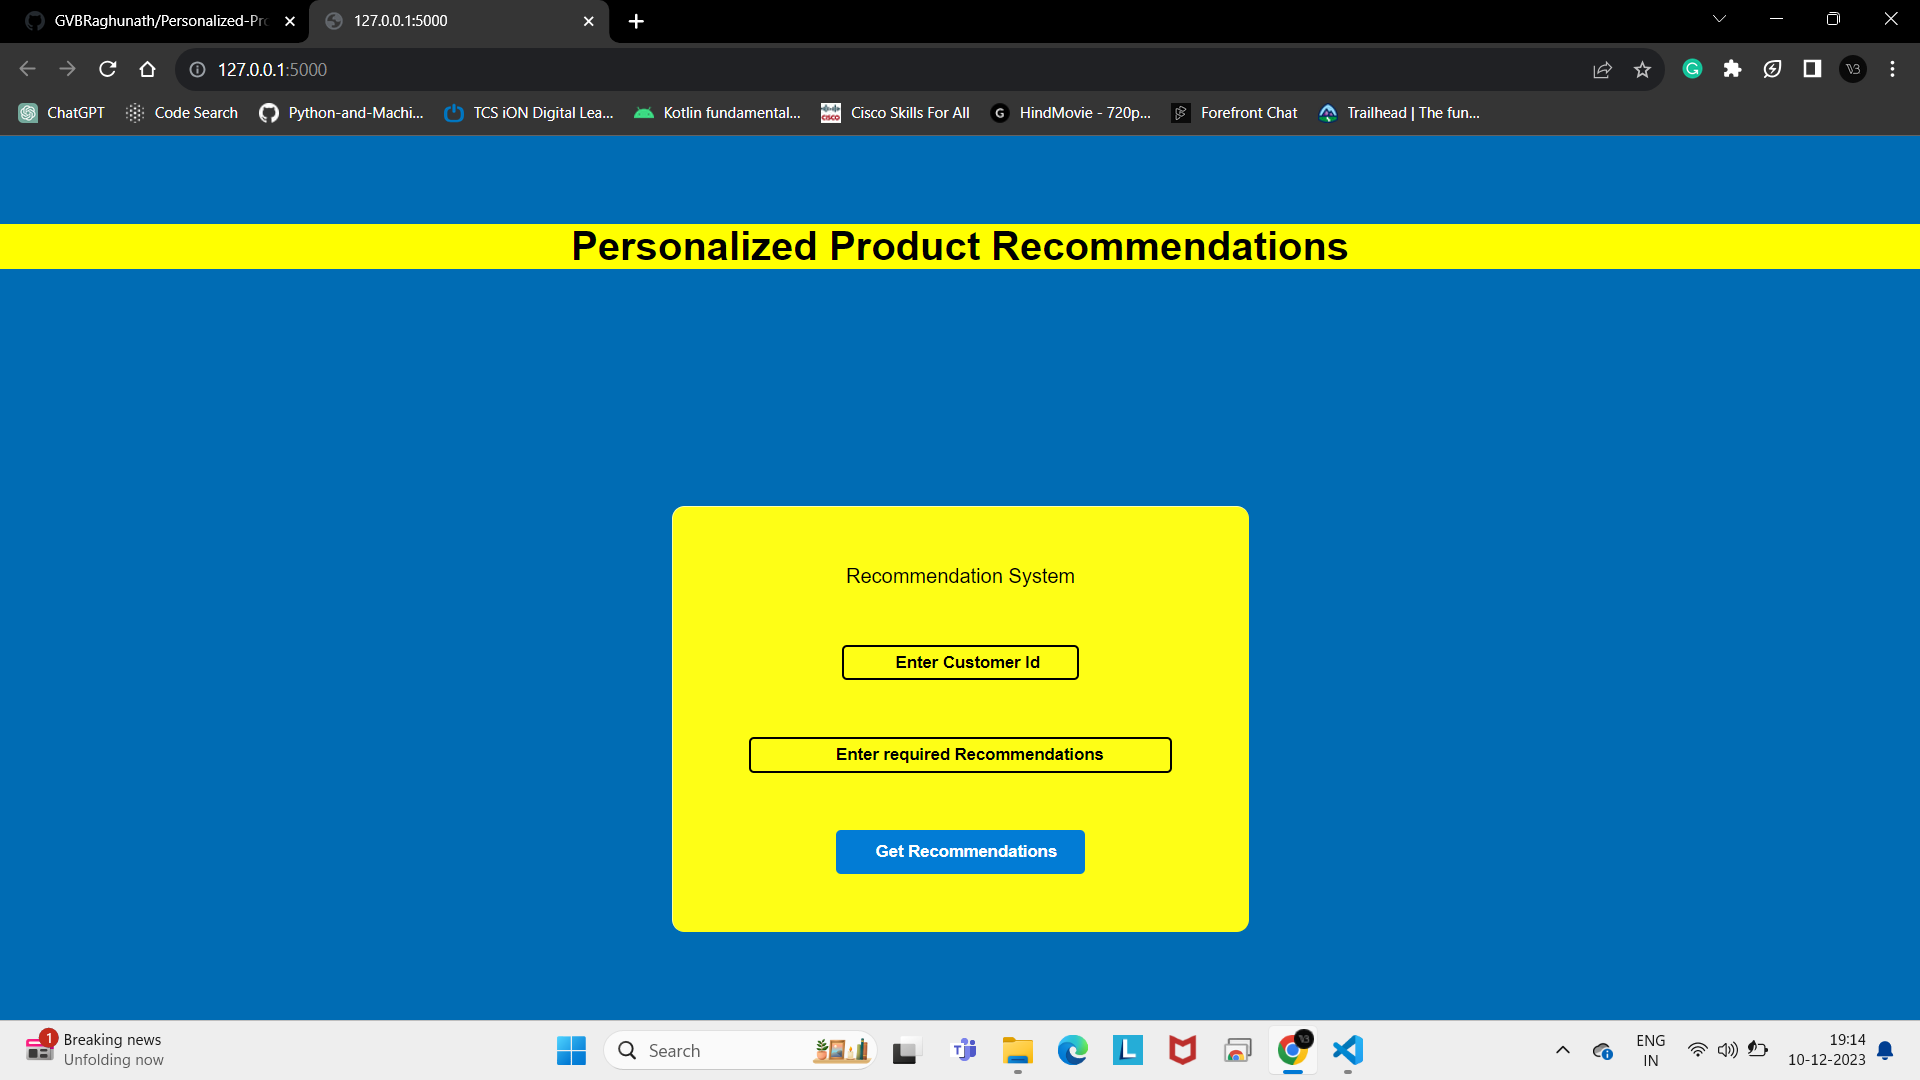 GVBRaghunath/Personalized-Pro
127.0.0.1:5000
127.0.0.1:5000
ChatGPT
Code Search
Python-and-Machi...
TCS iON Digital Lea...
CISCO
Cisco Skills For All
G
Kotlin fundamental...
HindMovie - 720p...
Forefront Chat
Trailhead | The fun...
Personalized Product Recommendations
Recommendation System
Enter Customer Id
Enter required Recommendations
Get Recommendations
1
Breaking news
Unfolding now
Search
L
ENG
IN
19:14
10-12-2023